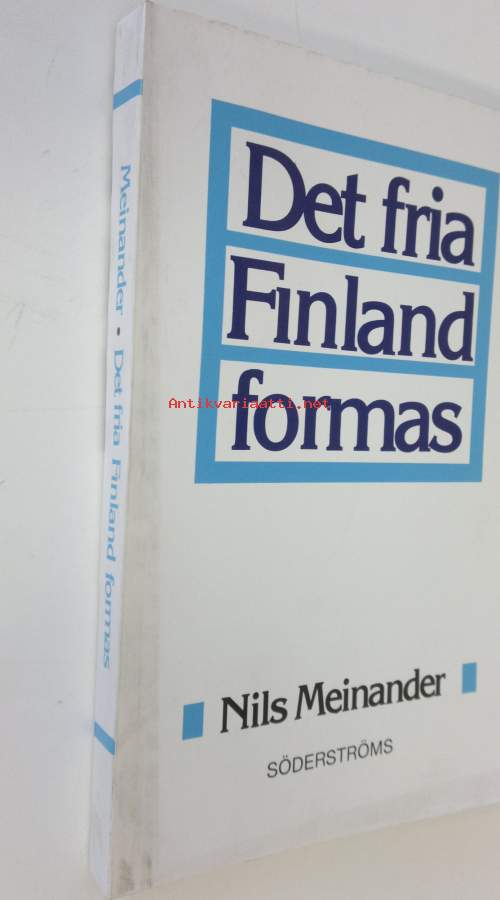 Meinander • Det fria Finland formas
Det fria
Finland
formas
Antikvariaatti.net
Nils Meinander
SÖDERSTRÖMS